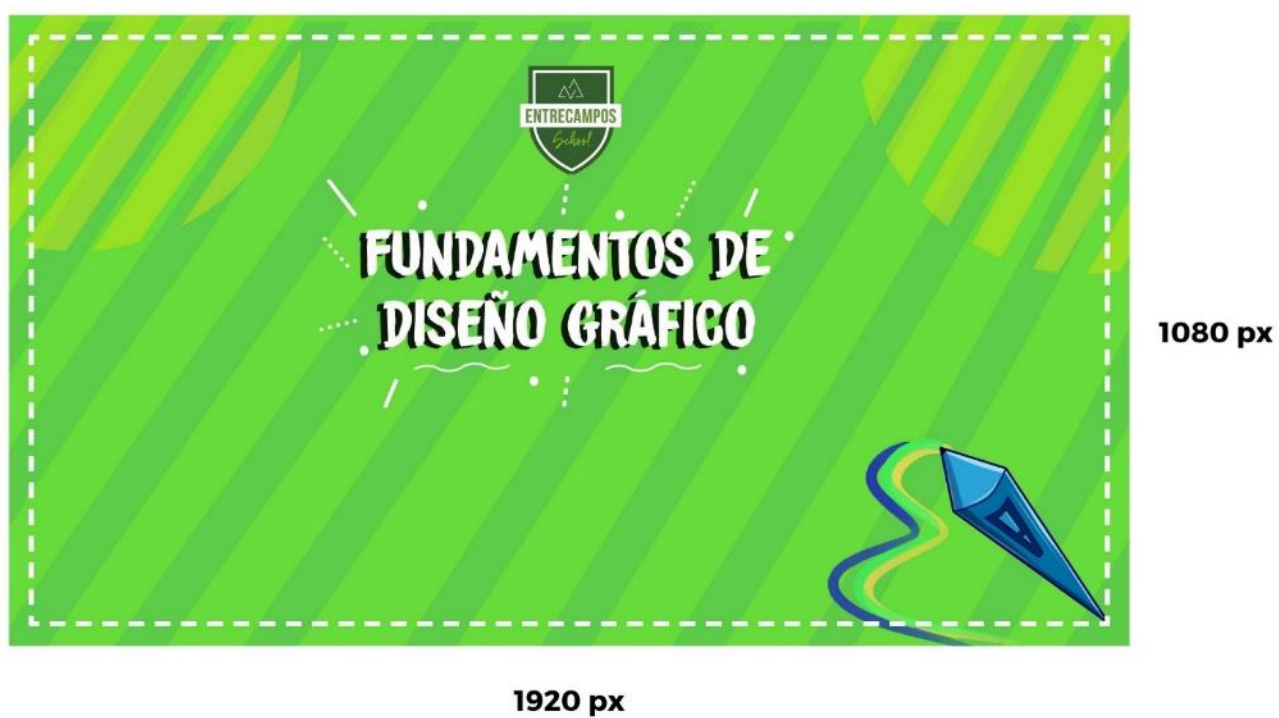 ENTRECAMPOS
School
FUNDAMENTOS DE
DISEÑO GRÁFICO
1080 px
1920 px